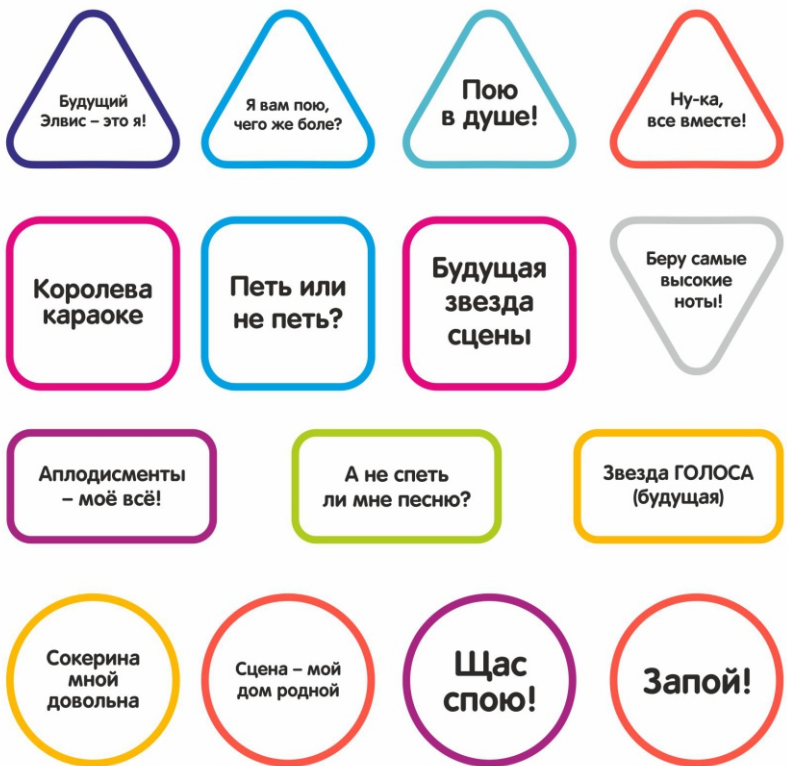 Будущий
Элвис – это я!
Я вам пою,
чего же боле?
Пою
в душе!
Ну-ка,
все вместе!
Королева
караоке
Петь или
не петь?
Будущая
звезда
сцены
Беру самые
высокие
ноты!
Аплодисменты
– моё всё!
А не спеть
ли мне песню?
Звезда ГОЛОСА
(будущая)
Сокерина
мной
довольна
Сцена – мой
дом родной
Щас
спою!
Запой!